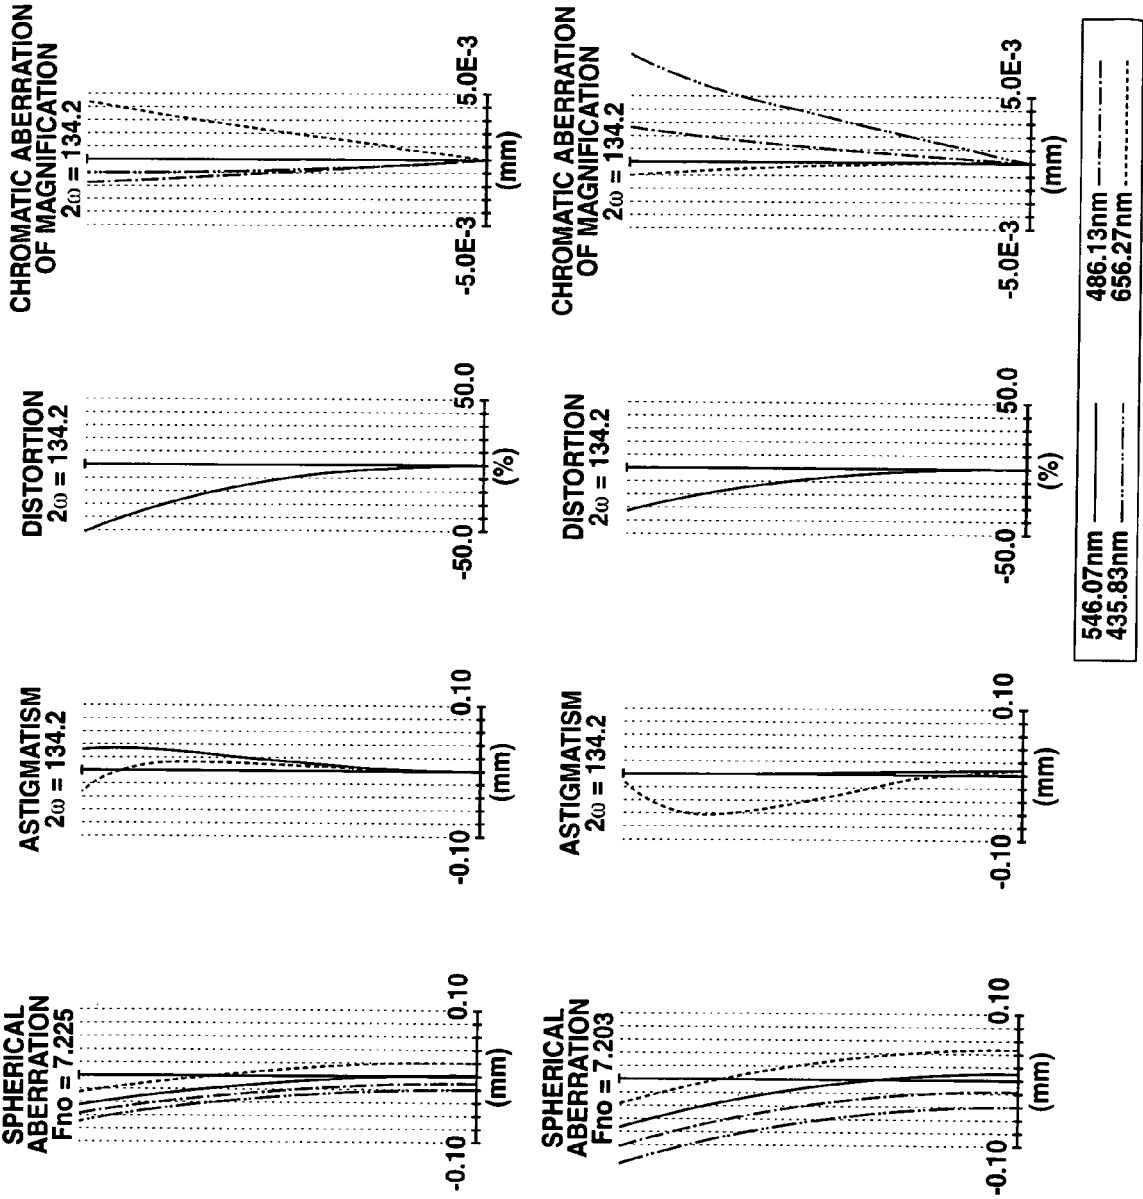 SPHERICAL
ABERRATION
Fno = 7.225
-0.10
0.10
(mm)
ASTIGMATISM
2ω = 134.2
-0.10
0.10
(mm)
DISTORTION
2ω = 134.2
-50.0
50.0
(%)
CHROMATIC ABERRATION
OF MAGNIFICATION
2ω = 134.2
-5.0E-3
5.0E-3
(mm)
SPHERICAL
ABERRATION
Fno = 7.203
-0.10
0.10
(mm)
ASTIGMATISM
2ω = 134.2
-0.10
0.10
(mm)
DISTORTION
2ω = 134.2
-50.0
50.0
(%)
CHROMATIC ABERRATION
OF MAGNIFICATION
2ω = 134.2
-5.0E-3
5.0E-3
(mm)
546.07nm
486.13nm
435.83nm
656.27nm